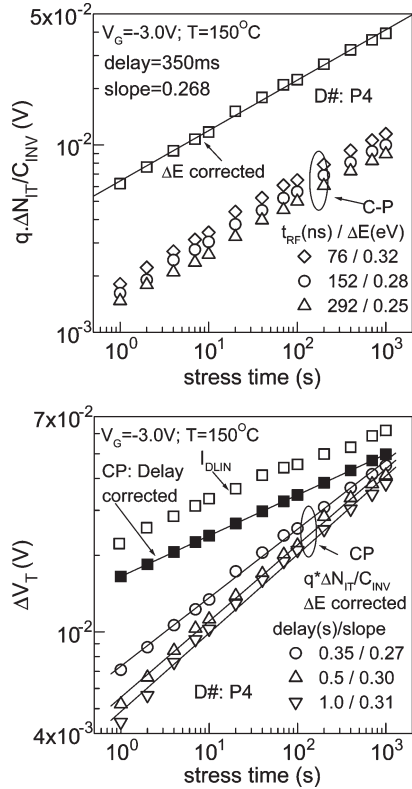 5x10⁻²
V_G=-3.0V; T=150°C
delay=350ms
slope=0.268
D#: P4
10⁻²
ΔE corrected
C-P
t_RF(ns) / ΔE(eV)
76 / 0.32
152 / 0.28
292 / 0.25
10⁻³
q.ΔN_IT/C_INV (V)
10⁰ 10¹ 10² 10³
stress time (s)
7x10⁻²
V_G=-3.0V; T=150°C
CP: Delay
corrected
I_DLIN
CP
q*ΔN_IT/C_INV
ΔE corrected
10⁻²
delay(s)/slope
0.35 / 0.27
0.5 / 0.30
1.0 / 0.31
D#: P4
4x10⁻³
ΔV_T (V)
10⁰ 10¹ 10² 10³
stress time (s)